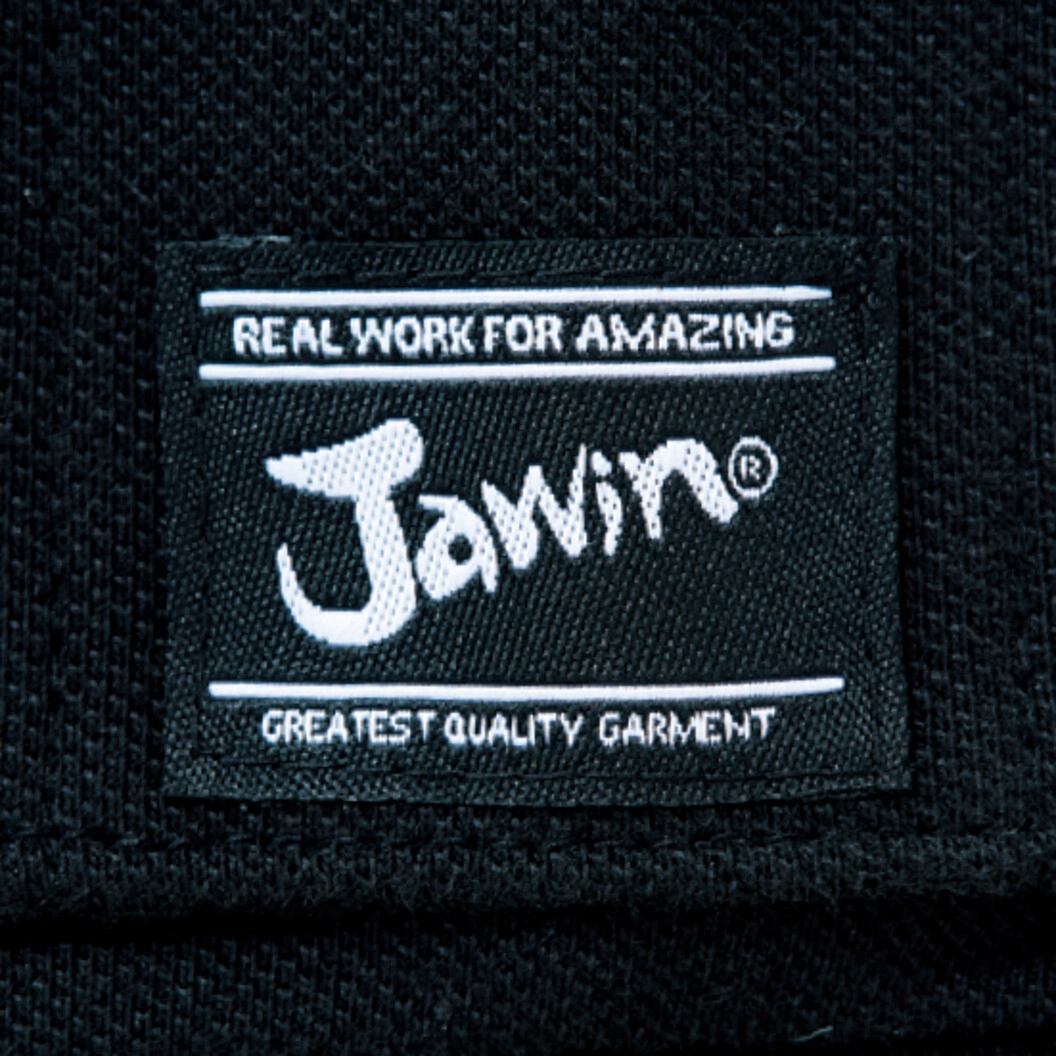 REAL WORK FOR AMAZING
Jawin®
GREATEST QUALITY GARMENT